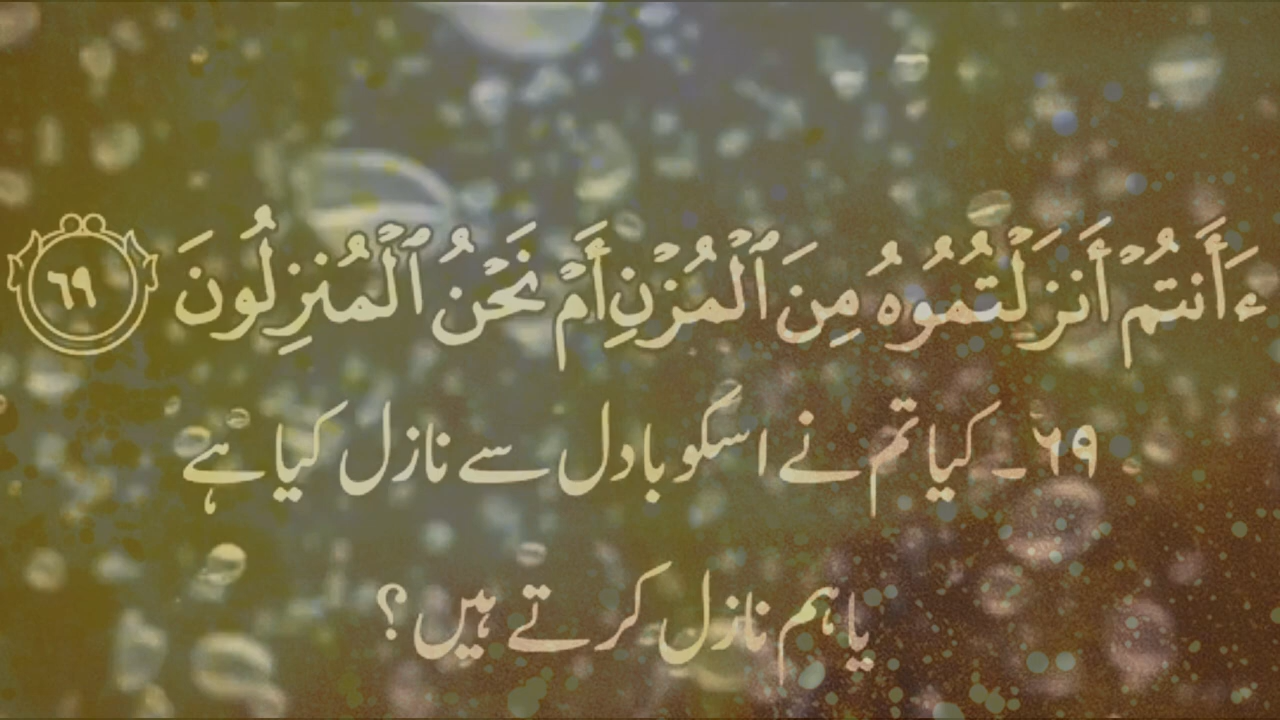 ءَأَنتُمْ أَنزَلْتُمُوهُ مِنَ ٱلْمُزْنِ أَمْ نَحْنُ ٱلْمُنزِلُونَ ٦٩
٦٩۔ کیا تم نے اسکو بادل سے نازل کیا ہے
یا ہم نازل کرتے ہیں؟